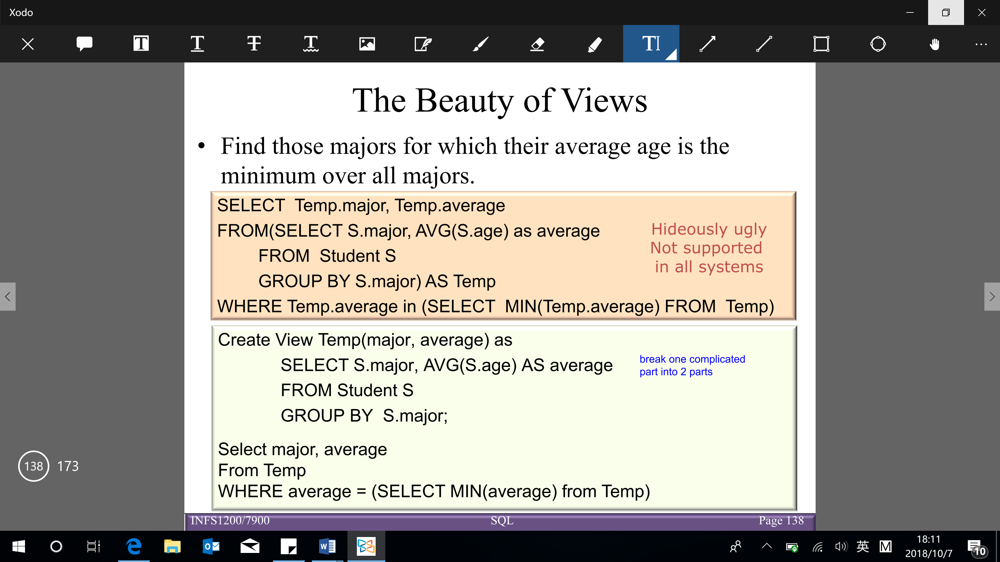 Xodo
The Beauty of Views
• Find those majors for which their average age is the
minimum over all majors.
SELECT Temp.major, Temp.average
FROM(SELECT S.major, AVG(S.age) as average
FROM Student S
GROUP BY S.major) AS Temp
WHERE Temp.average in (SELECT MIN(Temp.average) FROM Temp)
Hideously ugly
Not supported
in all systems
Create View Temp(major, average) as
SELECT S.major, AVG(S.age) AS average
FROM Student S
GROUP BY S.major;
break one complicated
part into 2 parts
Select major, average
From Temp
WHERE average = (SELECT MIN(average) from Temp)
138 173
INFS1200/7900 SQL Page 138
英 M
18:11
2018/10/7
10